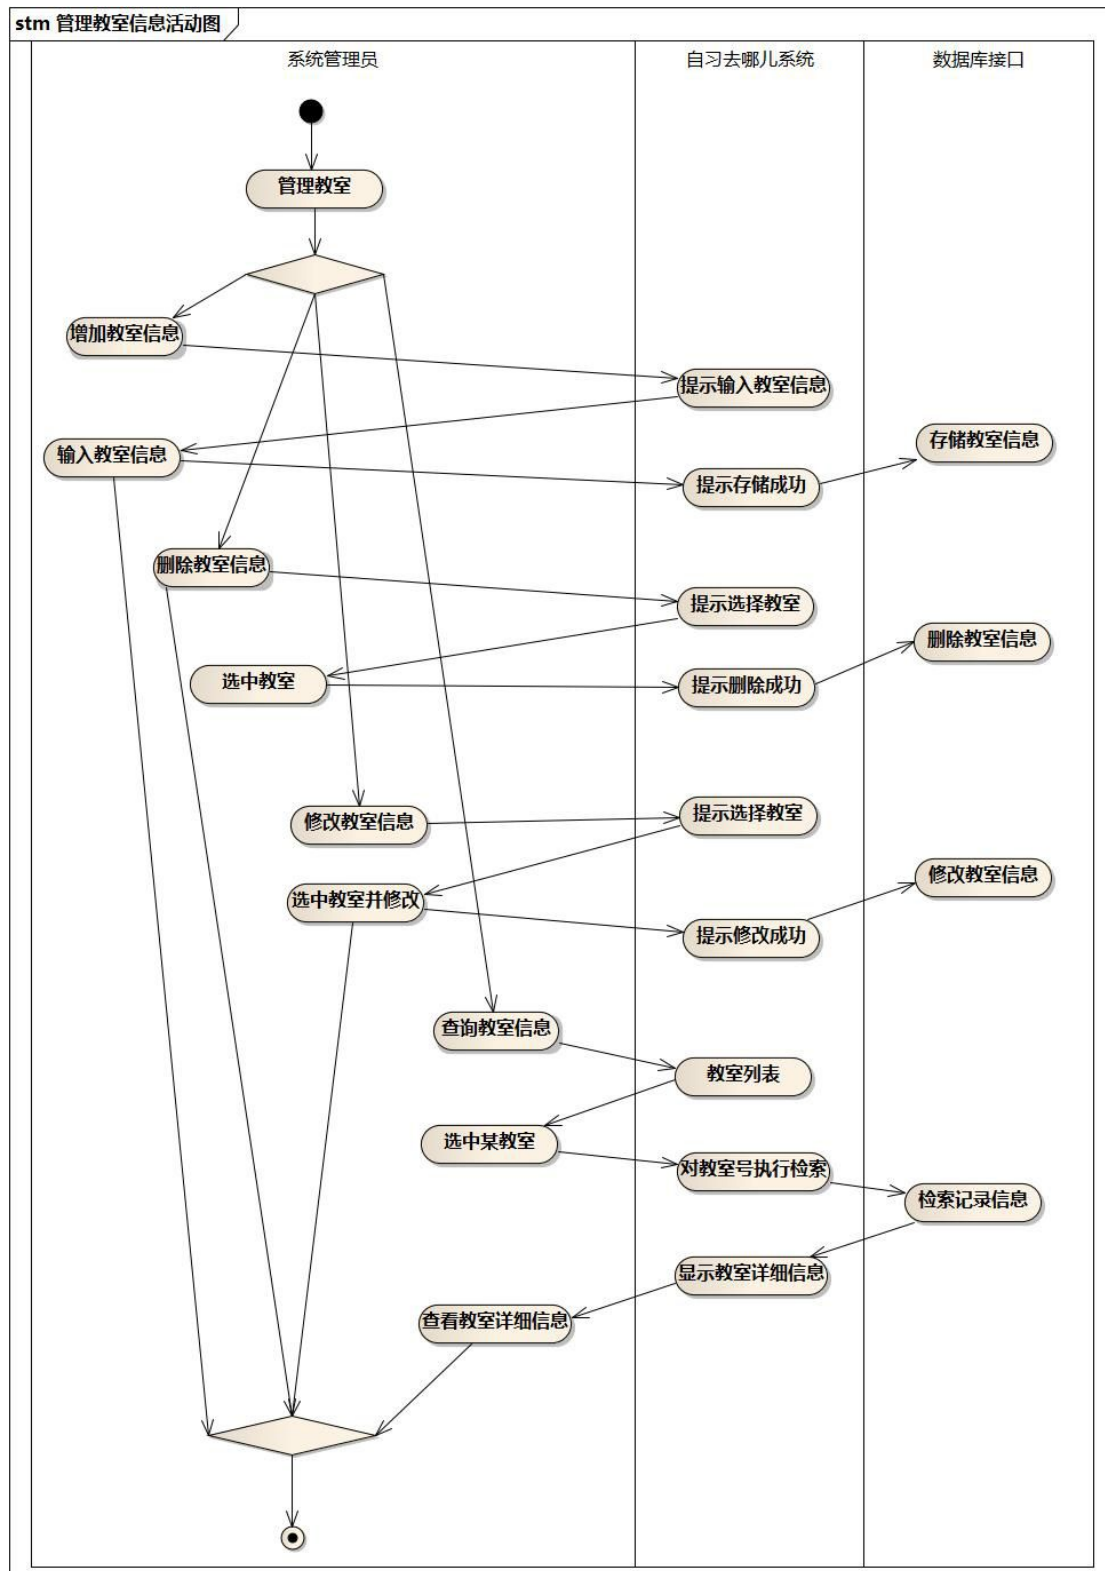 stm 管理教室信息活动图
系统管理员
自习去哪儿系统
数据库接口
管理教室
增加教室信息
提示输入教室信息
存储教室信息
输入教室信息
提示存储成功
删除教室信息
提示选择教室
删除教室信息
选中教室
提示删除成功
修改教室信息
提示选择教室
修改教室信息
选中教室并修改
提示修改成功
查询教室信息
教室列表
选中某教室
对教室号执行检索
检索记录信息
显示教室详细信息
查看教室详细信息